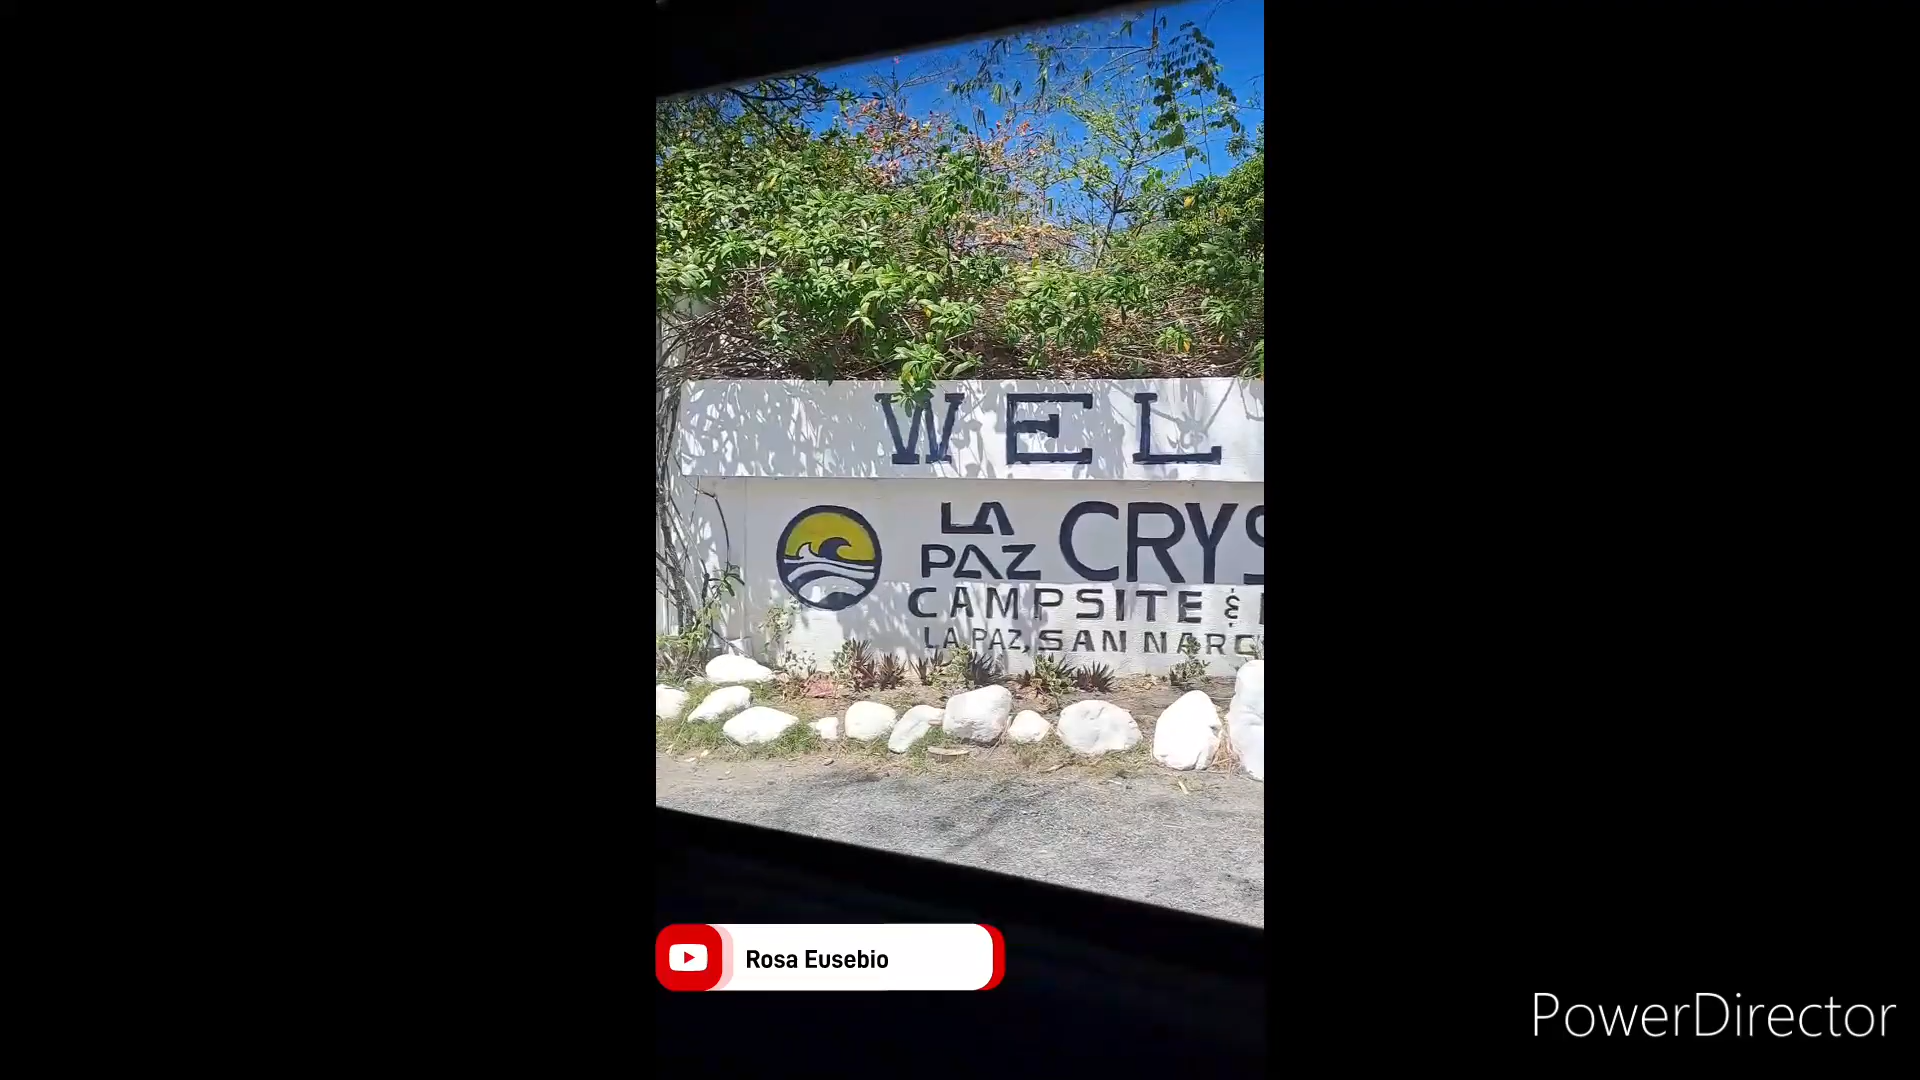 WEL
LA
PAZ CRYS
CAMPSITE &
LA PAZ, SAN NARC
Rosa Eusebio
PowerDirector